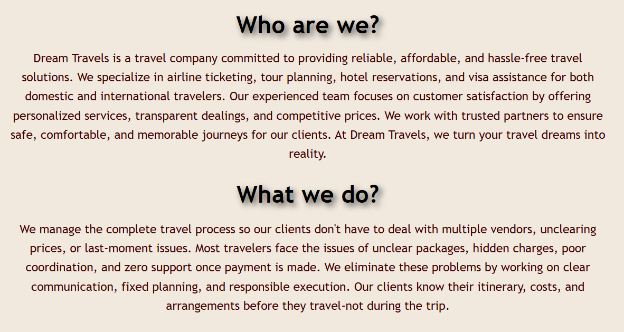 Who are we?
Dream Travels is a travel company committed to providing reliable, affordable, and hassle-free travel
solutions. We specialize in airline ticketing, tour planning, hotel reservations, and visa assistance for both
domestic and international travelers. Our experienced team focuses on customer satisfaction by offering
personalized services, transparent dealings, and competitive prices. We work with trusted partners to ensure
safe, comfortable, and memorable journeys for our clients. At Dream Travels, we turn your travel dreams into
reality.
What we do?
We manage the complete travel process so our clients don't have to deal with multiple vendors, unclearing
prices, or last-moment issues. Most travelers face the issues of unclear packages, hidden charges, poor
coordination, and zero support once payment is made. We eliminate these problems by working on clear
communication, fixed planning, and responsible execution. Our clients know their itinerary, costs, and
arrangements before they travel-not during the trip.